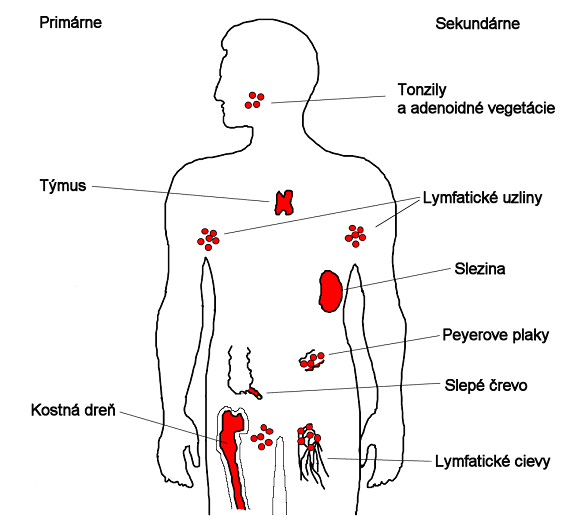 Primárne
Sekundárne
Tonzily
a adenoidné vegetácie
Týmus
Lymfatické uzliny
Slezina
Peyerove plaky
Slepé črevo
Kostná dreň
Lymfatické cievy